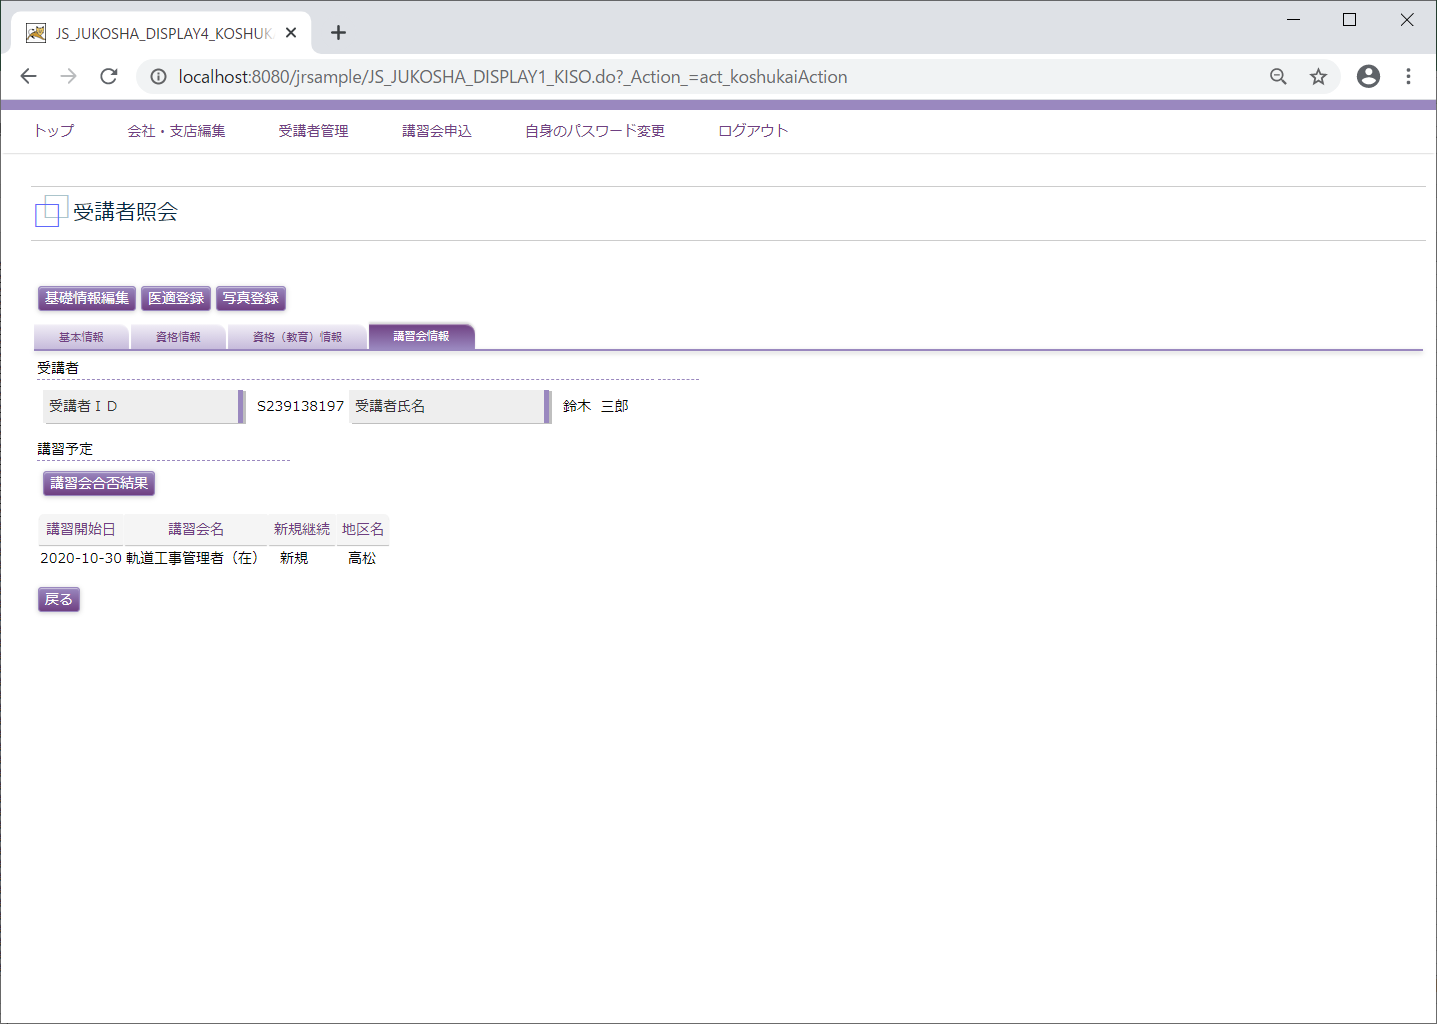 JS_JUKOSHA_DISPLAY4_KOSHUK
localhost:8080/jrsample/JS_JUKOSHA_DISPLAY1_KISO.do?_Action_=act_koshukaiAction
トップ 会社・支店編集 受講者管理 講習会申込 自身のパスワード変更 ログアウト
受講者照会
基礎情報編集 医適登録 写真登録
基本情報 資格情報 資格（教育）情報 講習会情報
受講者
受講者ＩＤ S239138197 受講者氏名 鈴木 三郎
講習予定
講習会合否結果
講習開始日 講習会名 新規継続 地区名
2020-10-30 軌道工事管理者（在） 新規 高松
戻る